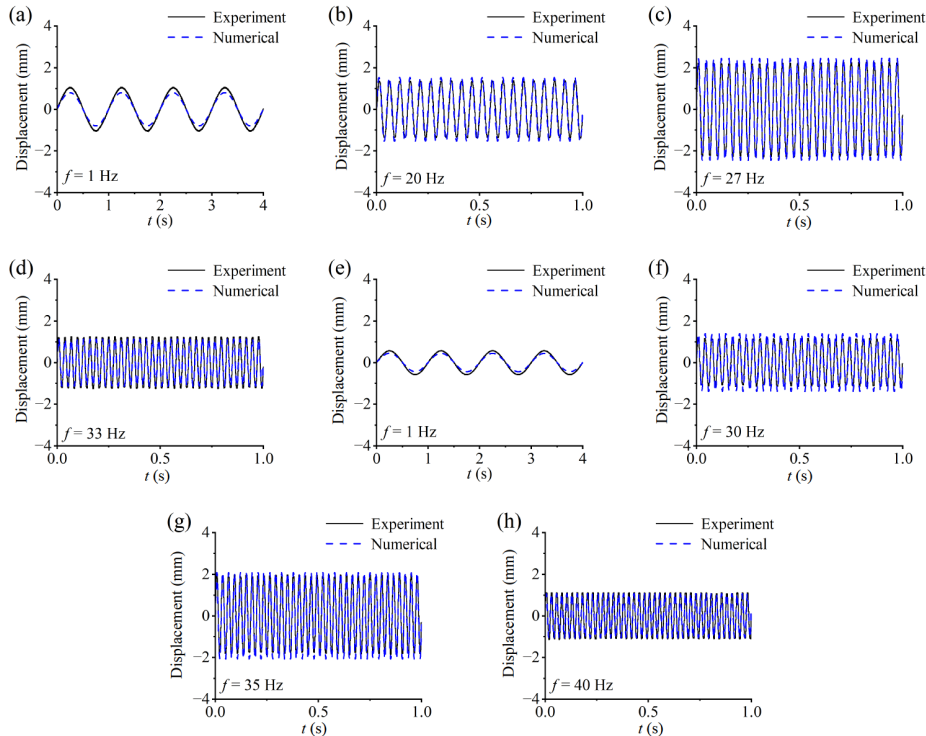 (a)
Experiment
Numerical
Displacement (mm)
4
2
0
−2
−4
f = 1 Hz
0 1 2 3 4
t (s)
(b)
Experiment
Numerical
Displacement (mm)
4
2
0
−2
−4
f = 20 Hz
0.0 0.5 1.0
t (s)
(c)
Experiment
Numerical
Displacement (mm)
4
2
0
−2
−4
f = 27 Hz
0.0 0.5 1.0
t (s)
(d)
Experiment
Numerical
Displacement (mm)
4
2
0
−2
−4
f = 33 Hz
0.0 0.5 1.0
t (s)
(e)
Experiment
Numerical
Displacement (mm)
4
2
0
−2
−4
f = 1 Hz
0 1 2 3 4
t (s)
(f)
Experiment
Numerical
Displacement (mm)
4
2
0
−2
−4
f = 30 Hz
0.0 0.5 1.0
t (s)
(g)
Experiment
Numerical
Displacement (mm)
4
2
0
−2
−4
f = 35 Hz
0.0 0.5 1.0
t (s)
(h)
Experiment
Numerical
Displacement (mm)
4
2
0
−2
−4
f = 40 Hz
0.0 0.5 1.0
t (s)